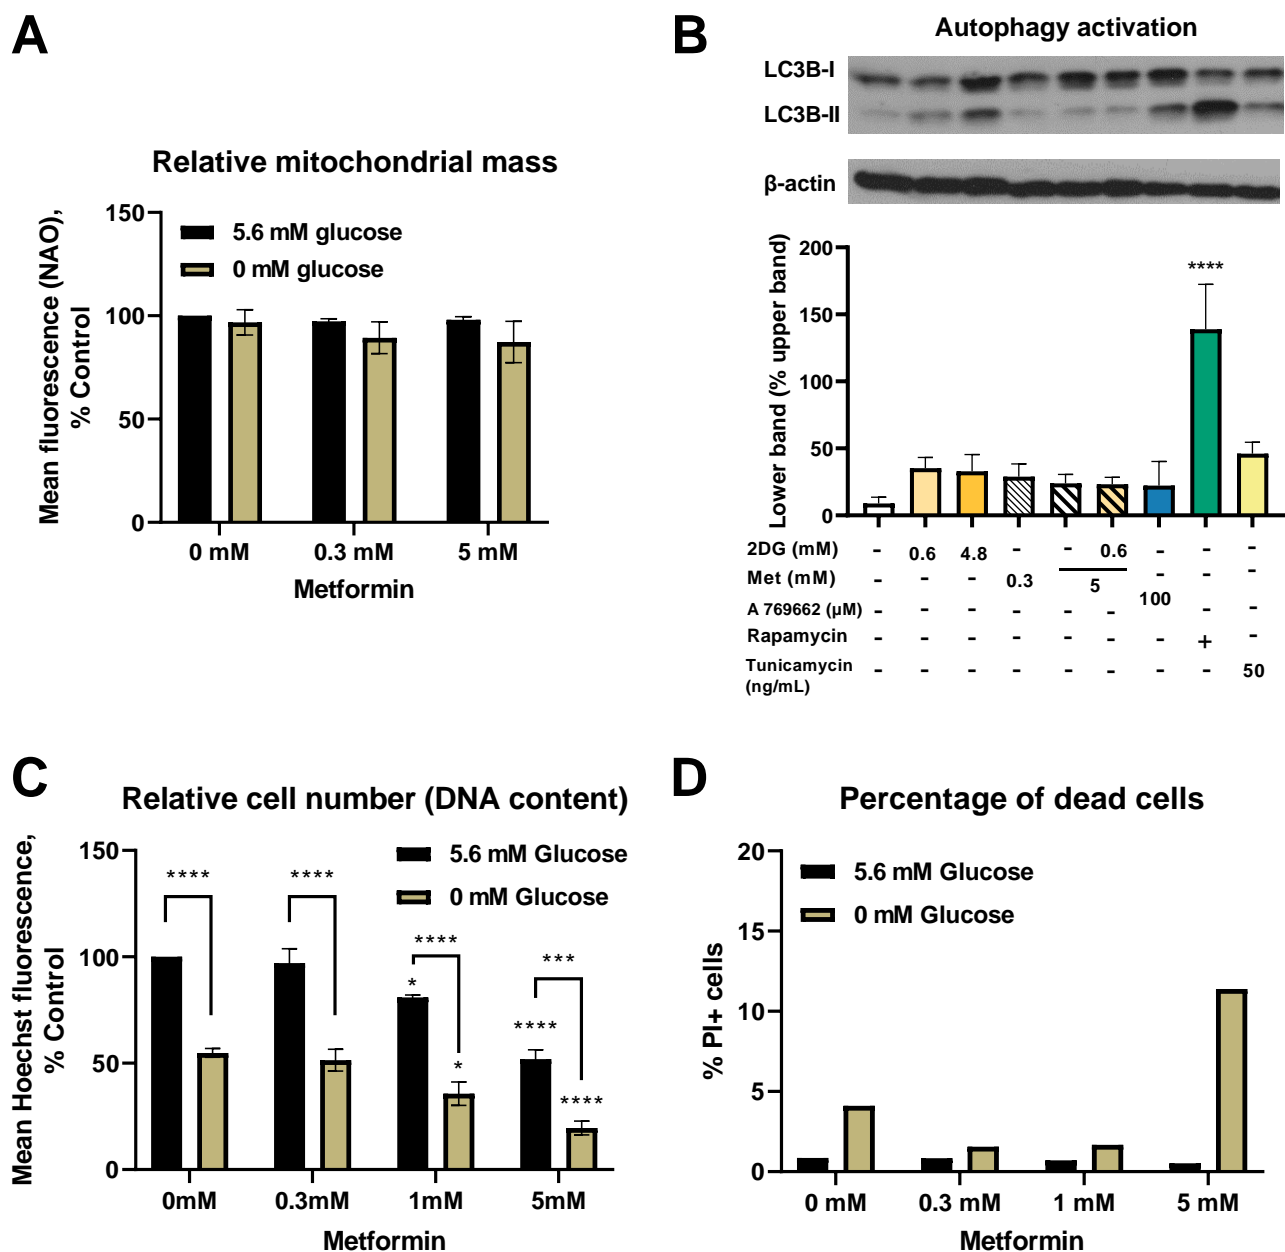 A
Relative mitochondrial mass
Mean fluorescence (NAO),
% Control
150
100
50
0
5.6 mM glucose
0 mM glucose
0 mM
0.3 mM
5 mM
Metformin
B
Autophagy activation
LC3B-I
LC3B-II
β-actin
Lower band (% upper band)
200
150
100
50
0
****
2DG (mM) - 0.6 4.8 - - 0.6 - - -
Met (mM) - - - 0.3 5 - - -
A 769662 (µM) - - - - - - 100 - -
Rapamycin - - - - - - - + -
Tunicamycin - - - - - - - - 50
(ng/mL)
C
Relative cell number (DNA content)
Mean Hoechst fluorescence,
% Control
150
100
50
0
5.6 mM Glucose
0 mM Glucose
**** **** **** ***
* * **** ****
0mM
0.3mM
1mM
5mM
Metformin
D
Percentage of dead cells
% PI+ cells
20
15
10
5
0
5.6 mM Glucose
0 mM Glucose
0 mM
0.3 mM
1 mM
5 mM
Metformin